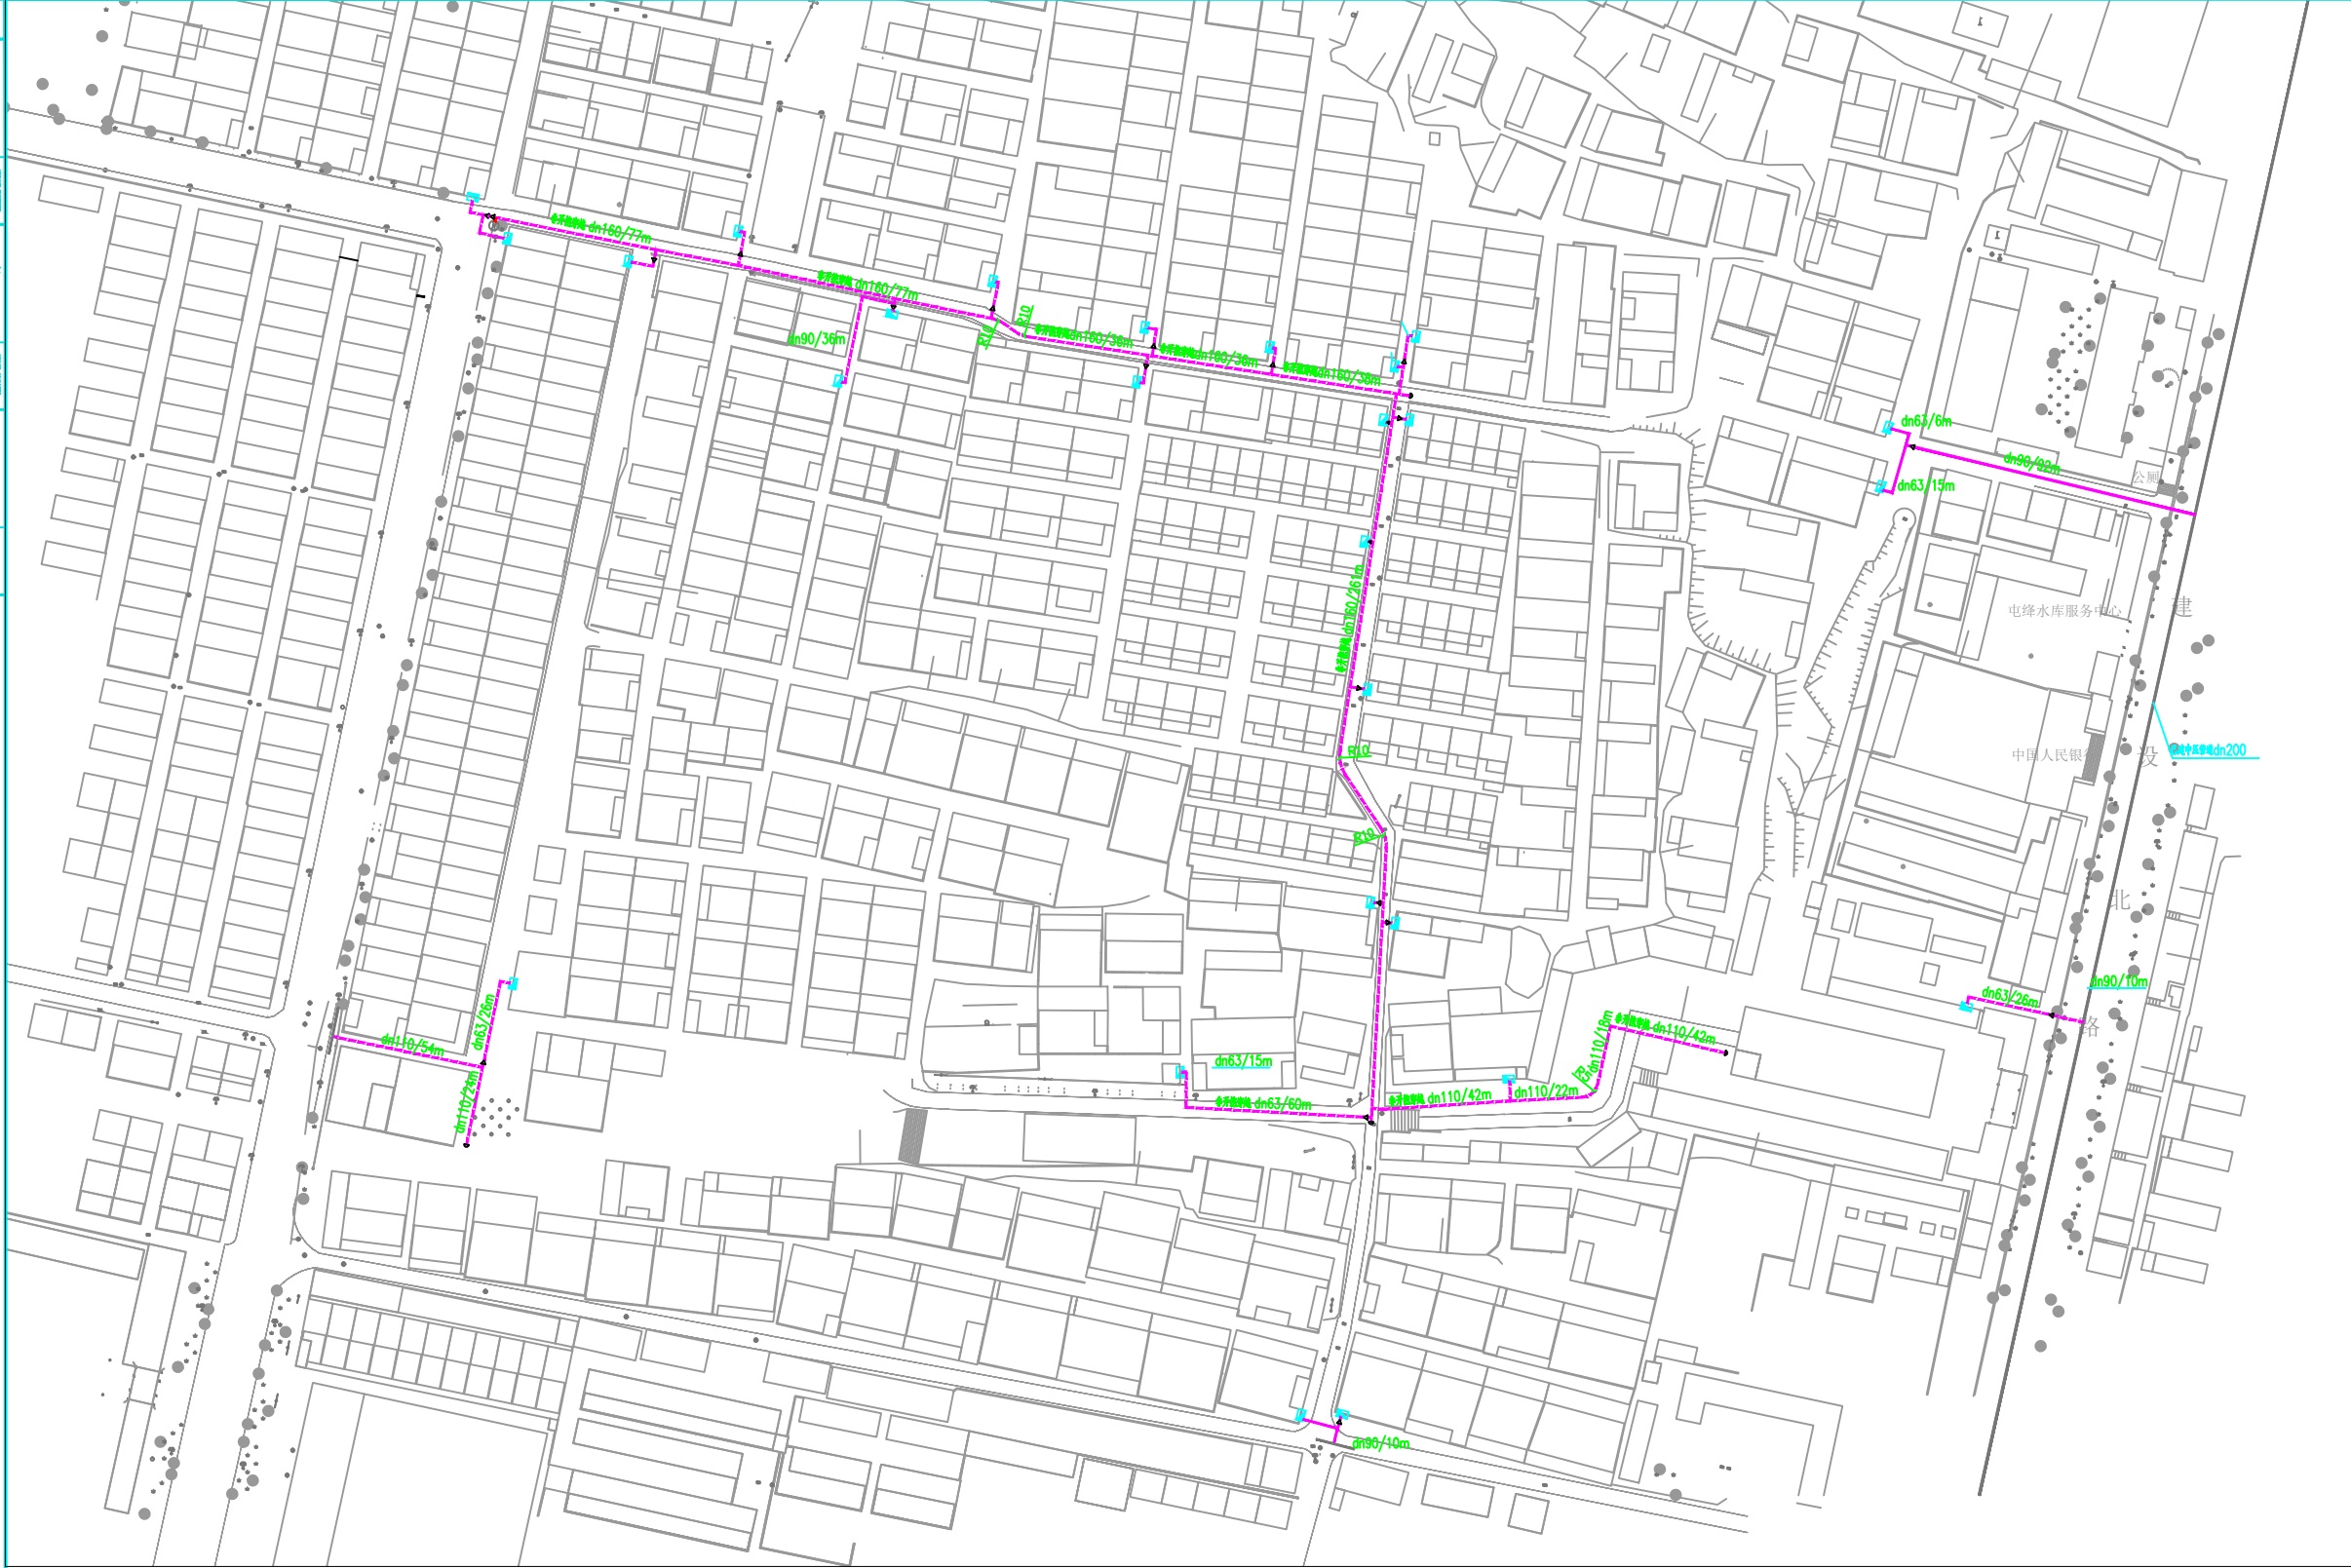 dn160/77m
dn160/77m
R10
R10
dn160/36m
dn90/36m
dn160/36m
dn160/38m
dn63/6m
dn90/92m
公厕
dn63/15m
dn160/261m
屯绛水库服务中心
建
设
中国人民银
dn200
R10
R10
北
路
dn90/10m
dn63/26m
dn63/26m
dn110/54m
dn110/24m
dn110/18m
dn110/42m
dn63/15m
dn63/60m
dn110/42m
dn110/22m
dn90/10m